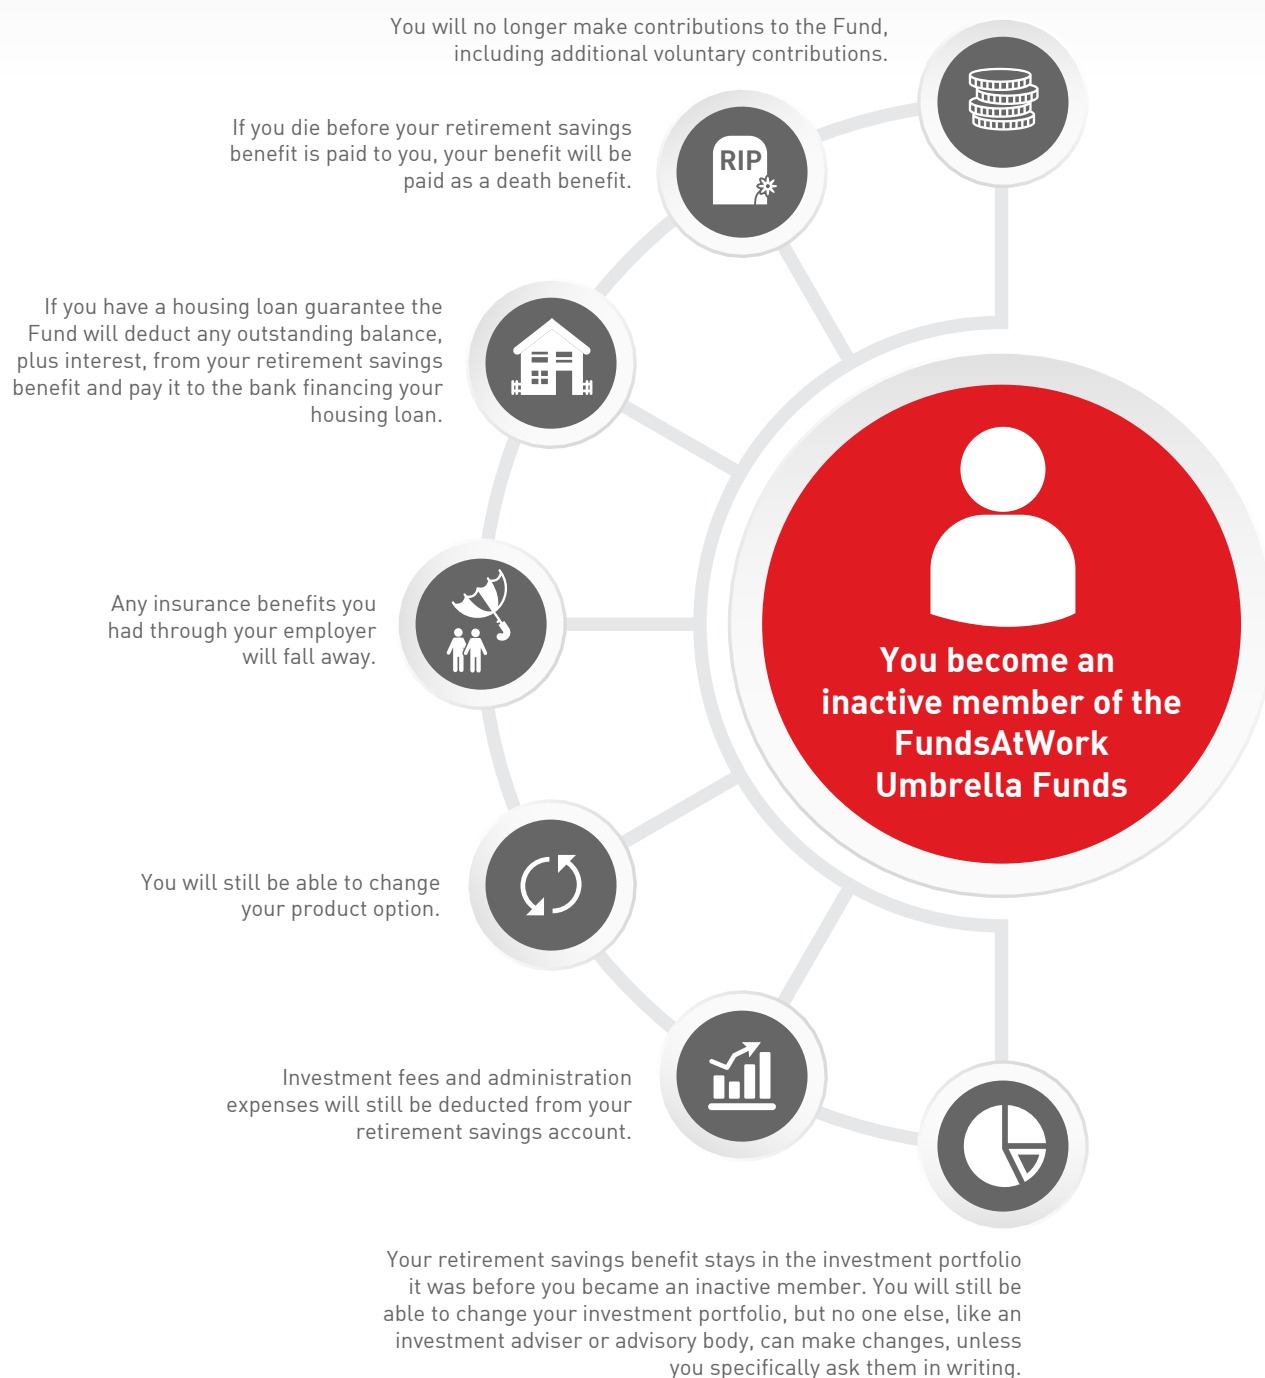 You will no longer make contributions to the Fund,
including additional voluntary contributions.
If you die before your retirement savings
benefit is paid to you, your benefit will be
paid as a death benefit.
RIP
If you have a housing loan guarantee the
Fund will deduct any outstanding balance,
plus interest, from your retirement savings
benefit and pay it to the bank financing your
housing loan.
Any insurance benefits you
had through your employer
will fall away.
You become an
inactive member of the
FundsAtWork
Umbrella Funds
You will still be able to change
your product option.
Investment fees and administration
expenses will still be deducted from your
retirement savings account.
Your retirement savings benefit stays in the investment portfolio
it was before you became an inactive member. You will still be
able to change your investment portfolio, but no one else, like an
investment adviser or advisory body, can make changes, unless
you specifically ask them in writing.